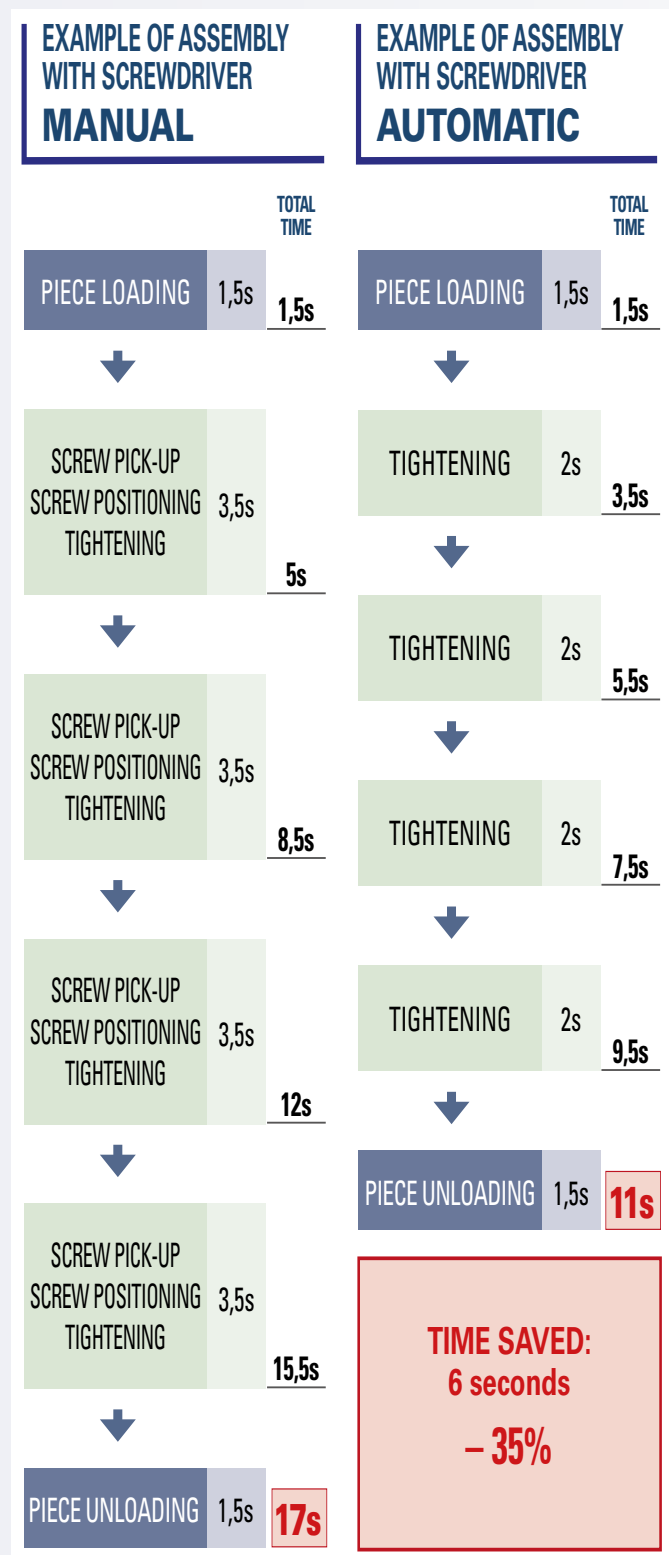 EXAMPLE OF ASSEMBLY
WITH SCREWDRIVER
MANUAL
TOTAL
TIME
PIECE LOADING 1,5s
1,5s
SCREW PICK-UP
SCREW POSITIONING 3,5s
TIGHTENING
5s
SCREW PICK-UP
SCREW POSITIONING 3,5s
TIGHTENING
8,5s
SCREW PICK-UP
SCREW POSITIONING 3,5s
TIGHTENING
12s
SCREW PICK-UP
SCREW POSITIONING 3,5s
TIGHTENING
15,5s
PIECE UNLOADING 1,5s 17s
EXAMPLE OF ASSEMBLY
WITH SCREWDRIVER
AUTOMATIC
TOTAL
TIME
PIECE LOADING 1,5s
1,5s
TIGHTENING 2s
3,5s
TIGHTENING 2s
5,5s
TIGHTENING 2s
7,5s
TIGHTENING 2s
9,5s
PIECE UNLOADING 1,5s 11s
TIME SAVED:
6 seconds
– 35%